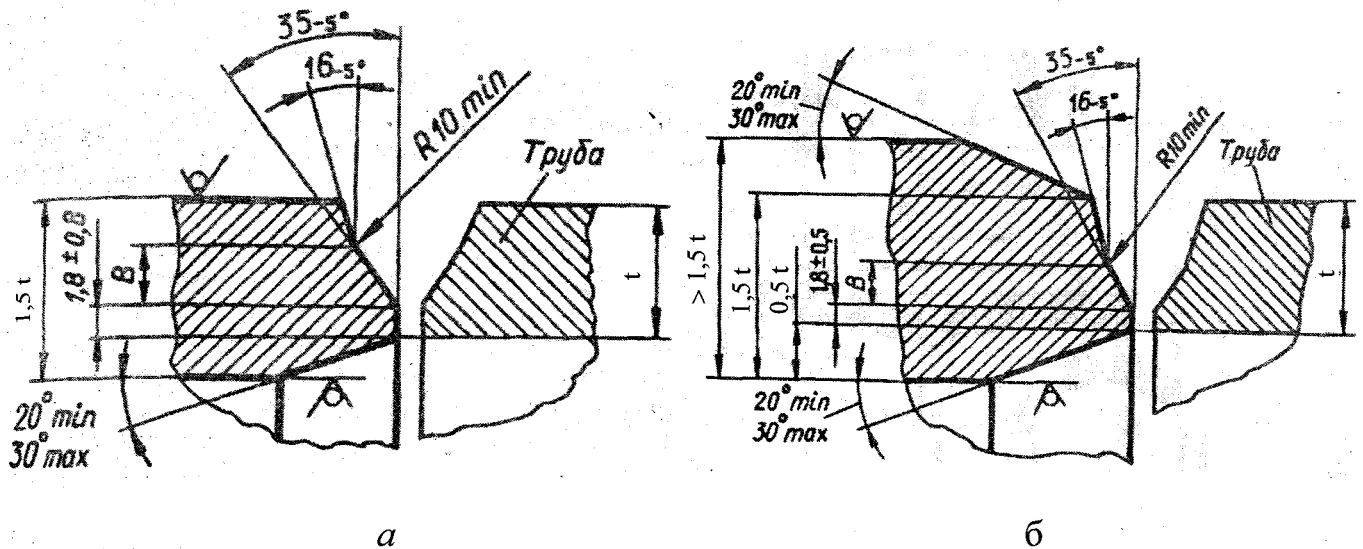 35-5°
16-5°
R10 min
Труба
1,5 t
1,8 ± 0,8
В
t
20° min
30° max
а
20° min
30° max
35-5°
16-5°
R10 min
Труба
> 1,5 t
1,5 t
0,5 t
1,8 ± 0,5
В
t
20° min
30° max
б